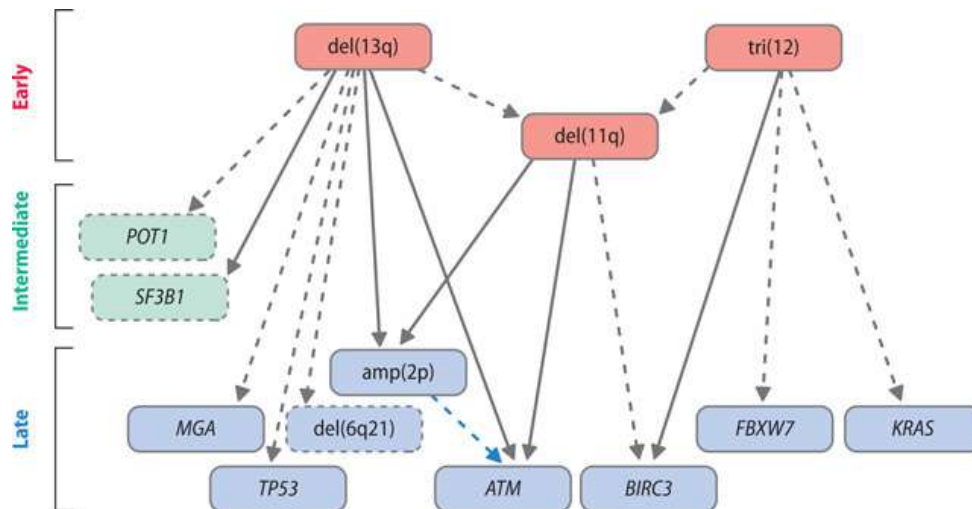 Early
del(13q)
tri(12)
del(11q)
Intermediate
POT1
SF3B1
Late
amp(2p)
MGA
del(6q21)
FBXW7
KRAS
TP53
ATM
BIRC3